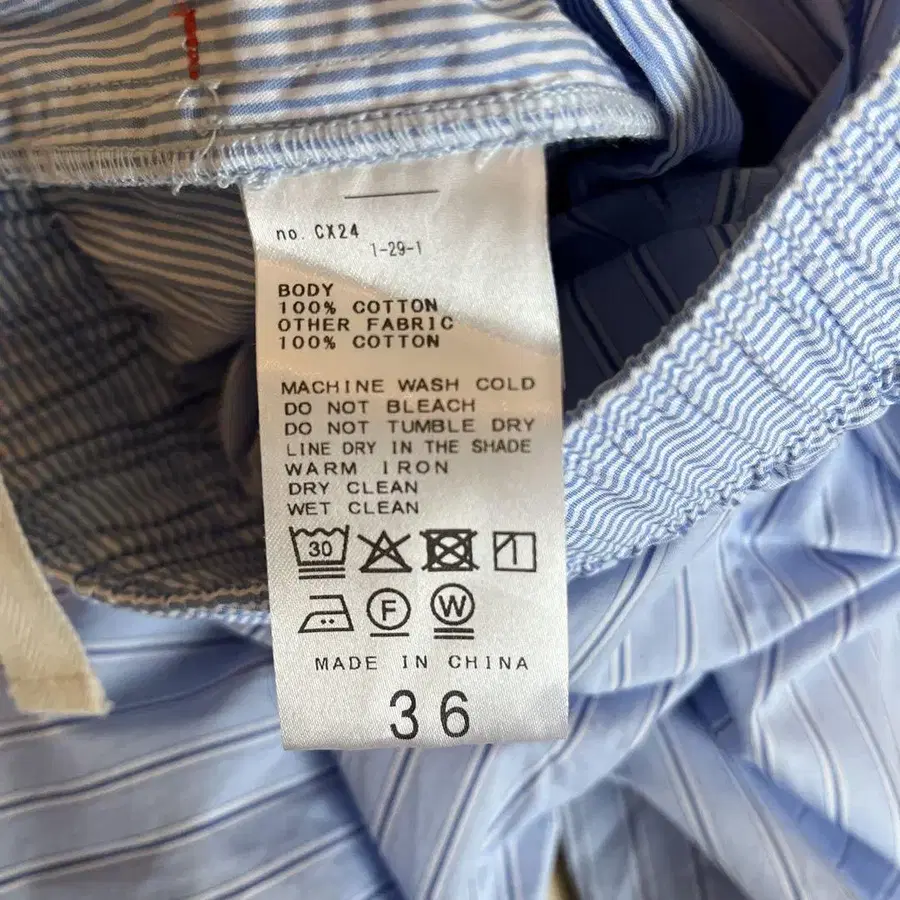 no. CX24
1-29-1
BODY
100% COTTON
OTHER FABRIC
100% COTTON
MACHINE WASH COLD
DO NOT BLEACH
DO NOT TUMBLE DRY
LINE DRY IN THE SHADE
WARM IRON
DRY CLEAN
WET CLEAN
30
F W
MADE IN CHINA
36